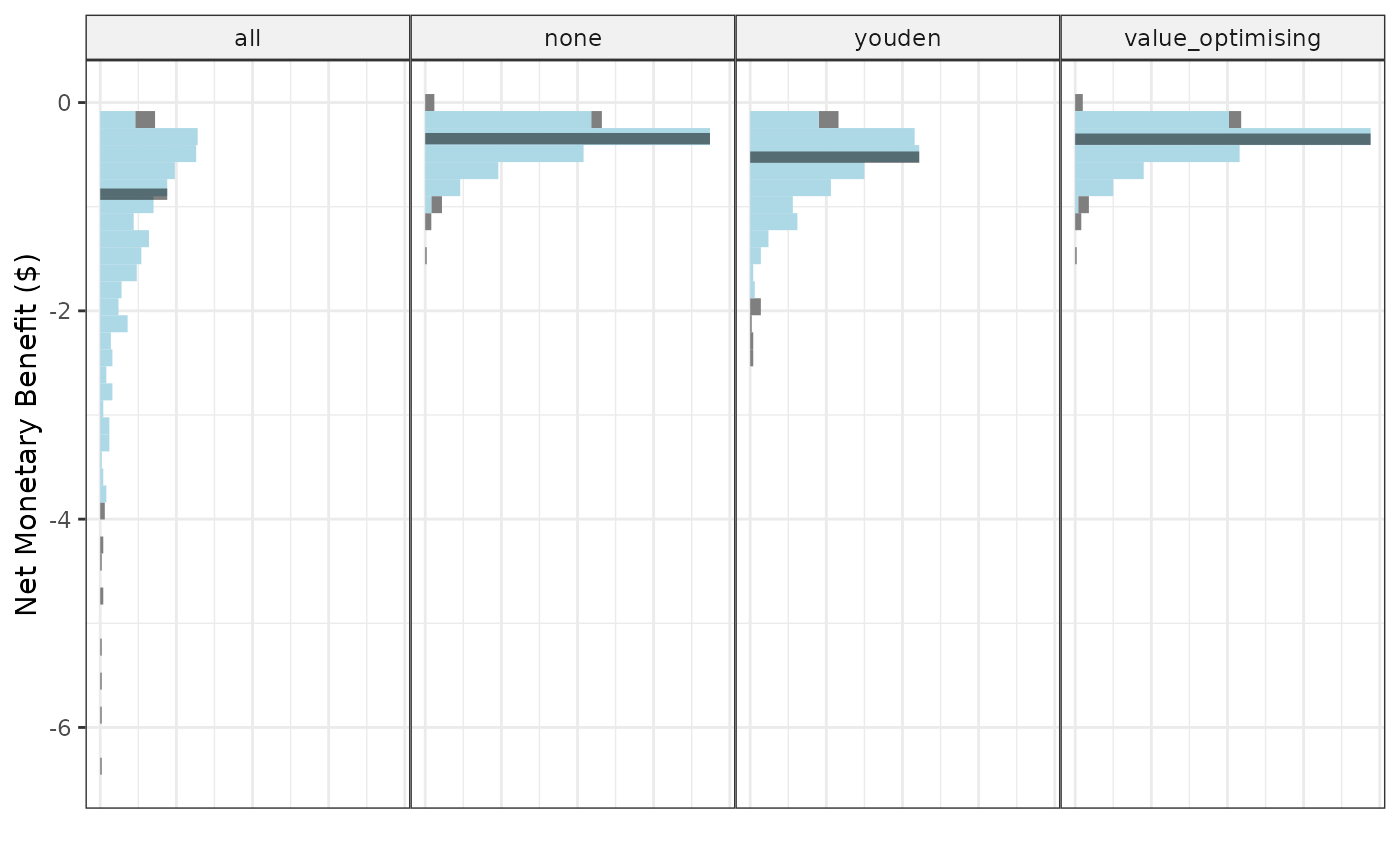 all
none
youden
value_optimising
Net Monetary Benefit ($)
0
-2
-4
-6